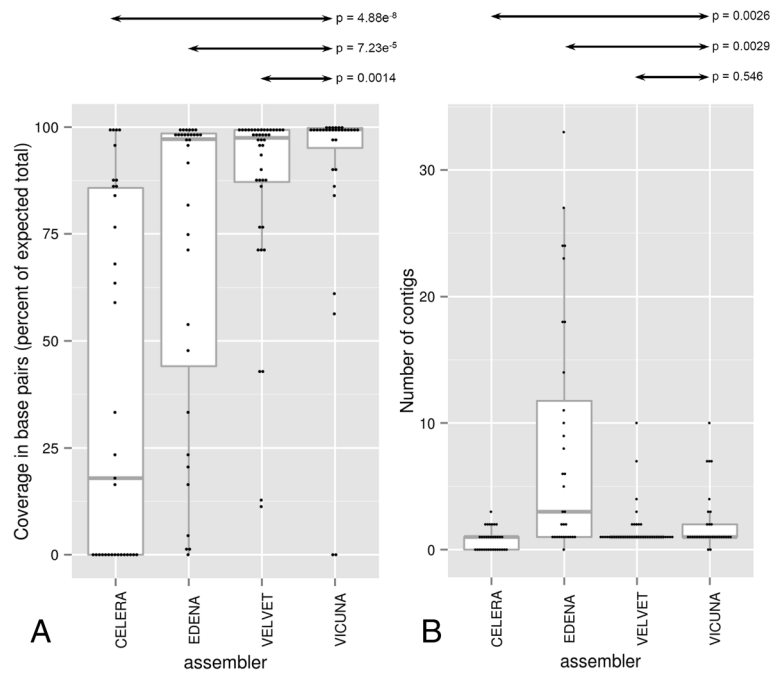 p = 4.88e⁻⁸
p = 7.23e⁻⁵
p = 0.0014
100
75
50
25
0
Coverage in base pairs (percent of expected total)
CELERA
EDENA
VELVET
VICUNA
assembler
A
p = 0.0026
p = 0.0029
p = 0.546
30
20
10
0
Number of contigs
CELERA
EDENA
VELVET
VICUNA
assembler
B